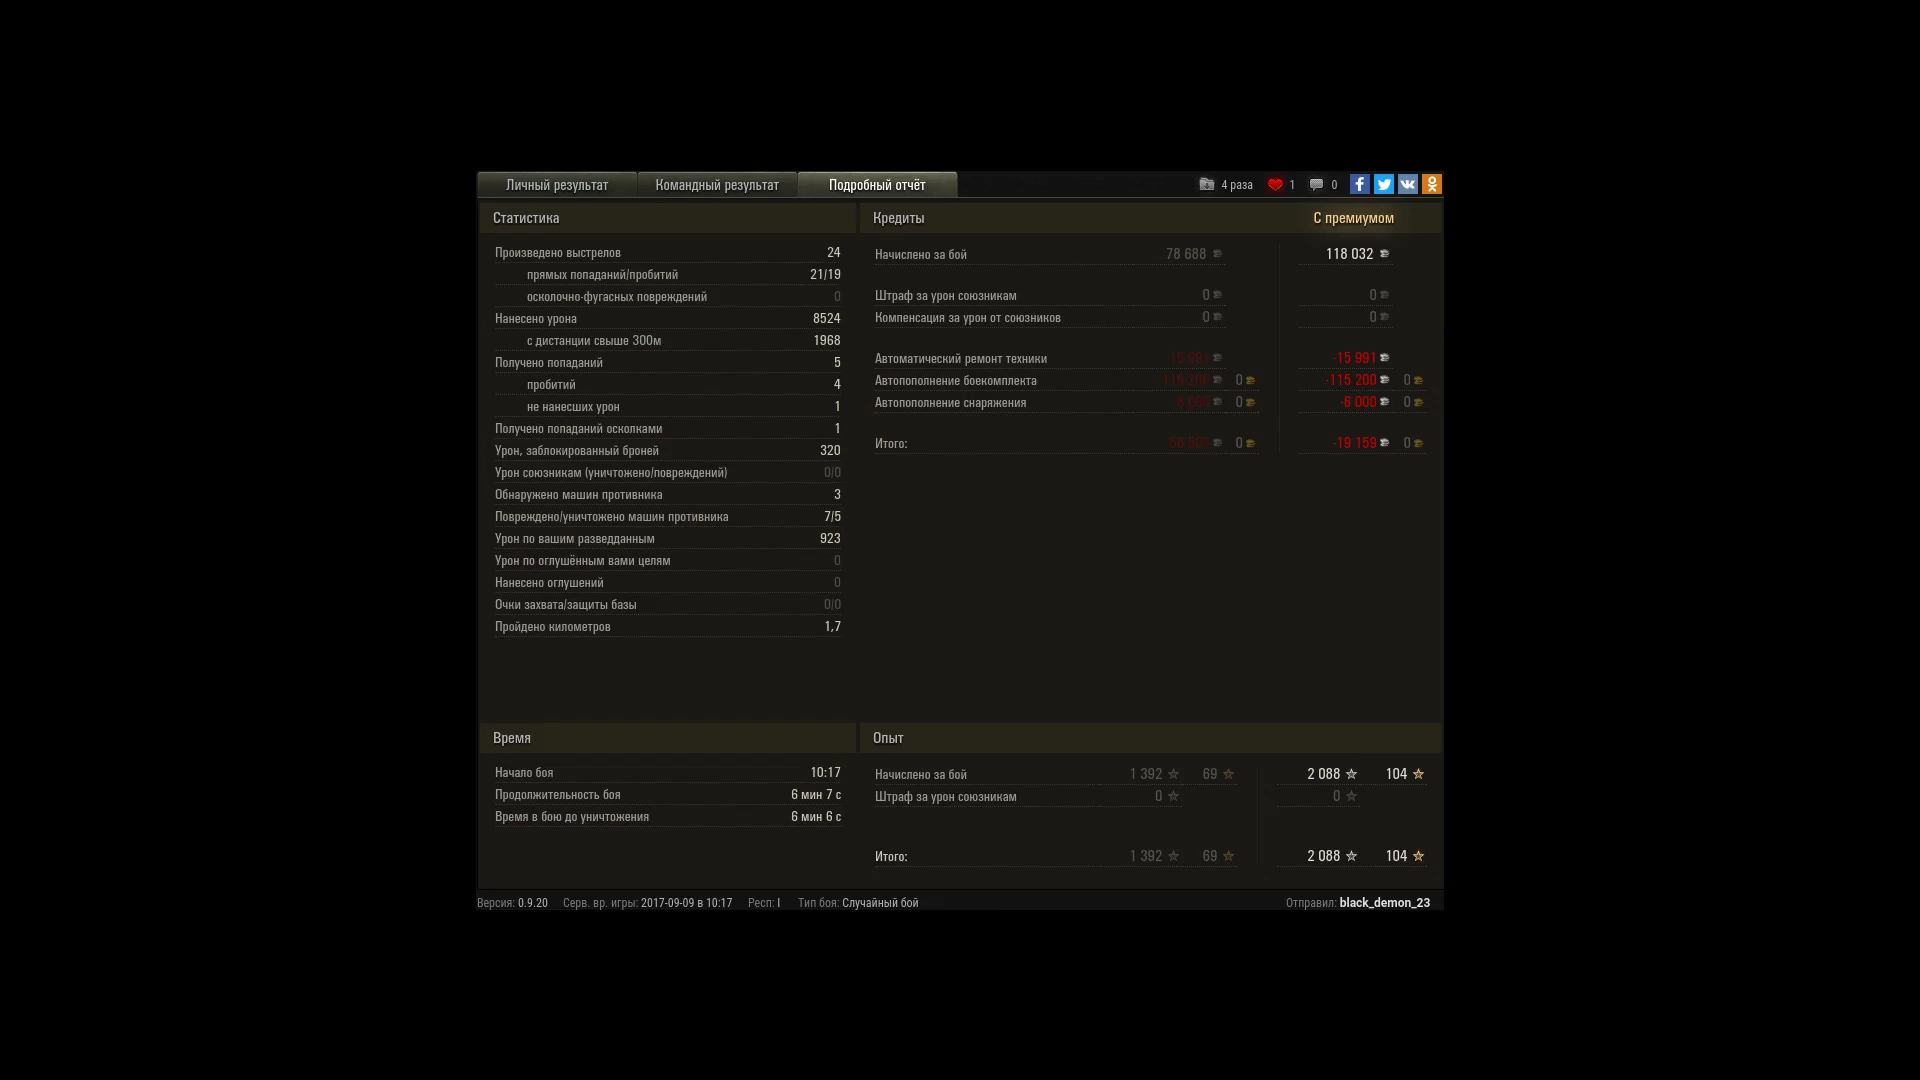 Личный результат Командный результат Подробный отчёт 4 раза 1 0
Статистика
Произведено выстрелов 24
прямых попаданий/пробитий 21/19
осколочно-фугасных повреждений 0
Нанесено урона 8524
с дистанции свыше 300м 1968
Получено попаданий 5
пробитий 4
не нанесших урон 1
Получено попаданий осколками 1
Урон, заблокированный броней 320
Урон союзникам (уничтожено/повреждений) 0/0
Обнаружено машин противника 3
Повреждено/уничтожено машин противника 7/5
Урон по вашим разведданным 923
Урон по оглушённым вами целям 0
Нанесено оглушений 0
Очки захвата/защиты базы 0/0
Пройдено километров 1,7
Кредиты С премиумом
Начислено за бой 78 688 118 032
Штраф за урон союзникам 0 0
Компенсация за урон от союзников 0 0
Автоматический ремонт техники -15 991
Автопополнение боекомплекта 0 -115 200 0
Автопополнение снаряжения 0 -6 000 0
Итого: 0 -19 159 0
Время
Начало боя 10:17
Продолжительность боя 6 мин 7 с
Время в бою до уничтожения 6 мин 6 с
Опыт
Начислено за бой 1 392 69 2 088 104
Штраф за урон союзникам 0 0
Итого: 1 392 69 2 088 104
Версия: 0.9.20 Серв. вр. игры: 2017-09-09 в 10:17 Респ: I Тип боя: Случайный бой Отправил: black_demon_23